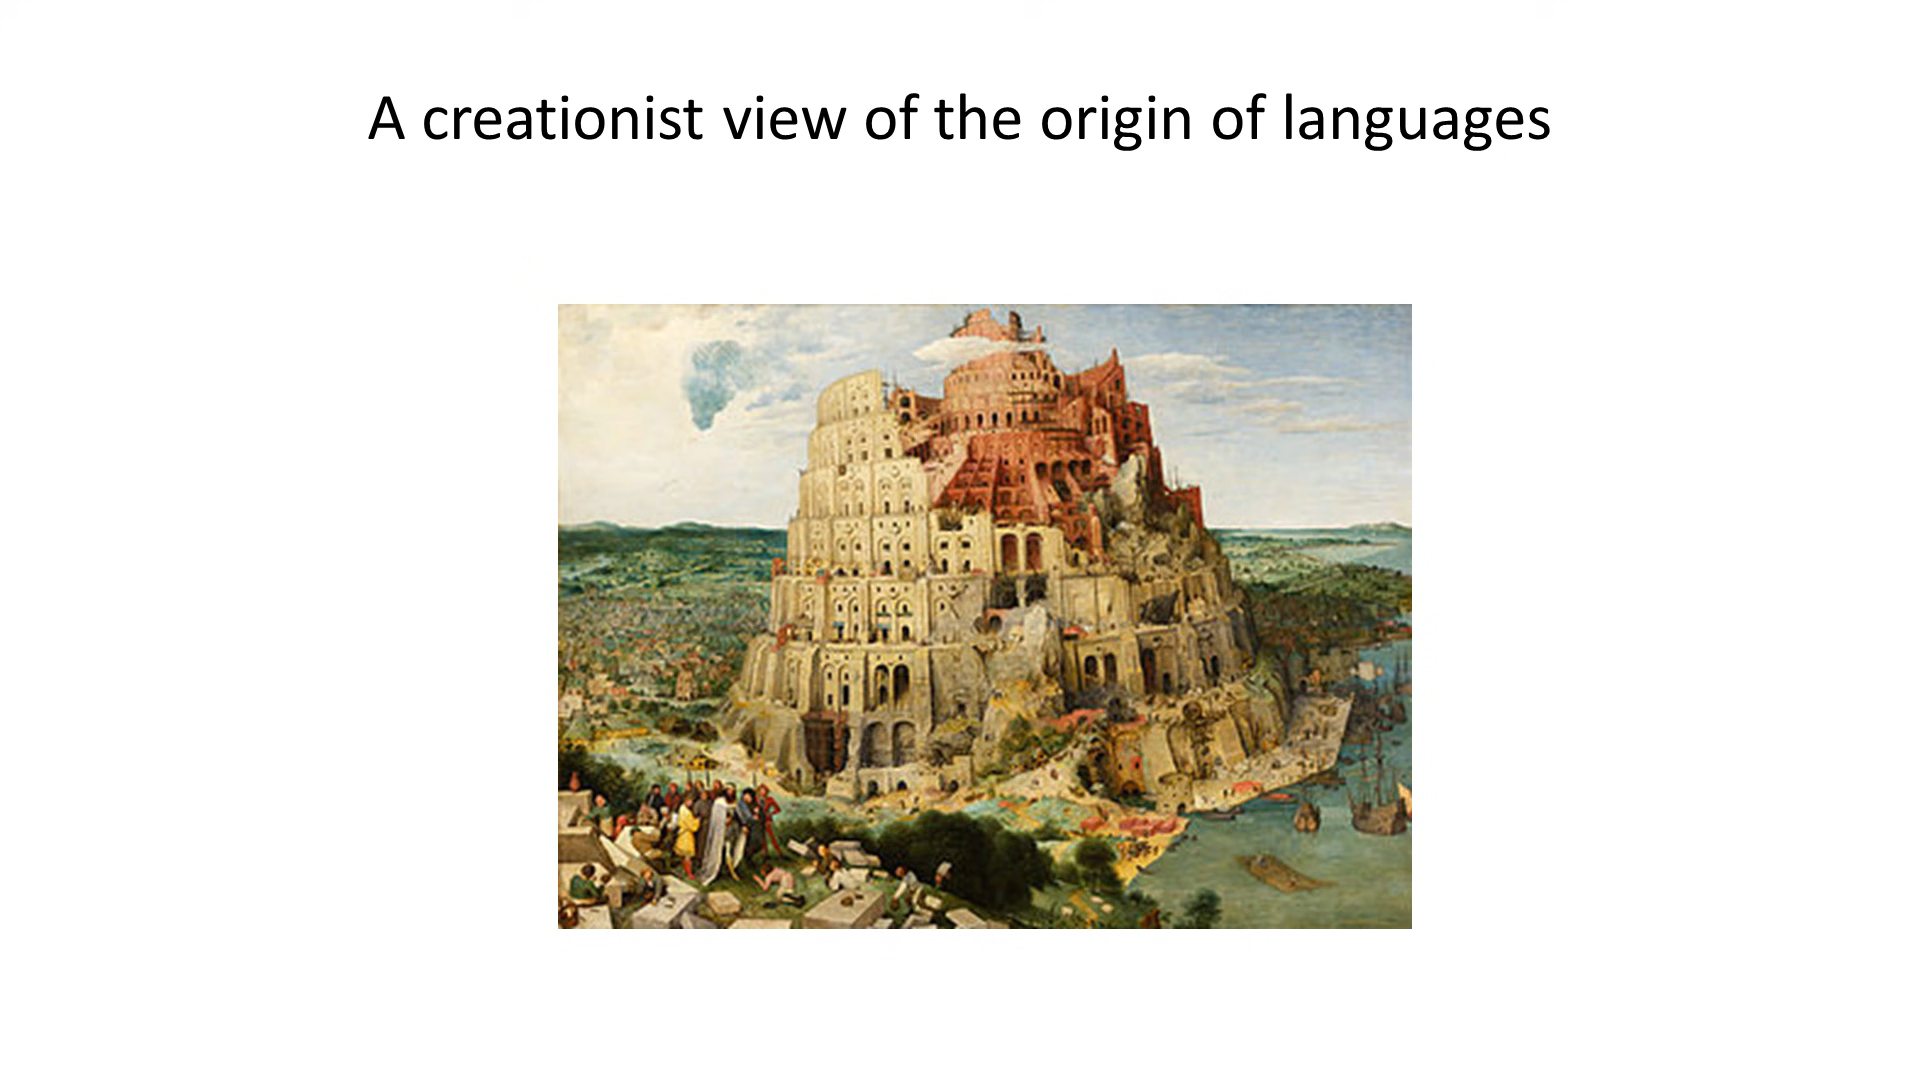 A creationist view of the origin of languages